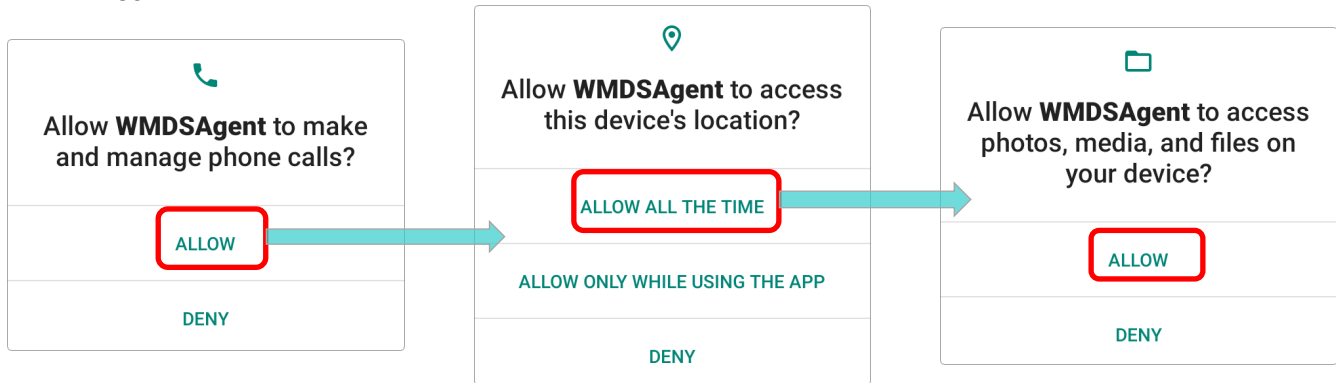 Allow WMDSAgent to make
and manage phone calls?
ALLOW
DENY
Allow WMDSAgent to access
this device's location?
ALLOW ALL THE TIME
ALLOW ONLY WHILE USING THE APP
DENY
Allow WMDSAgent to access
photos, media, and files on
your device?
ALLOW
DENY